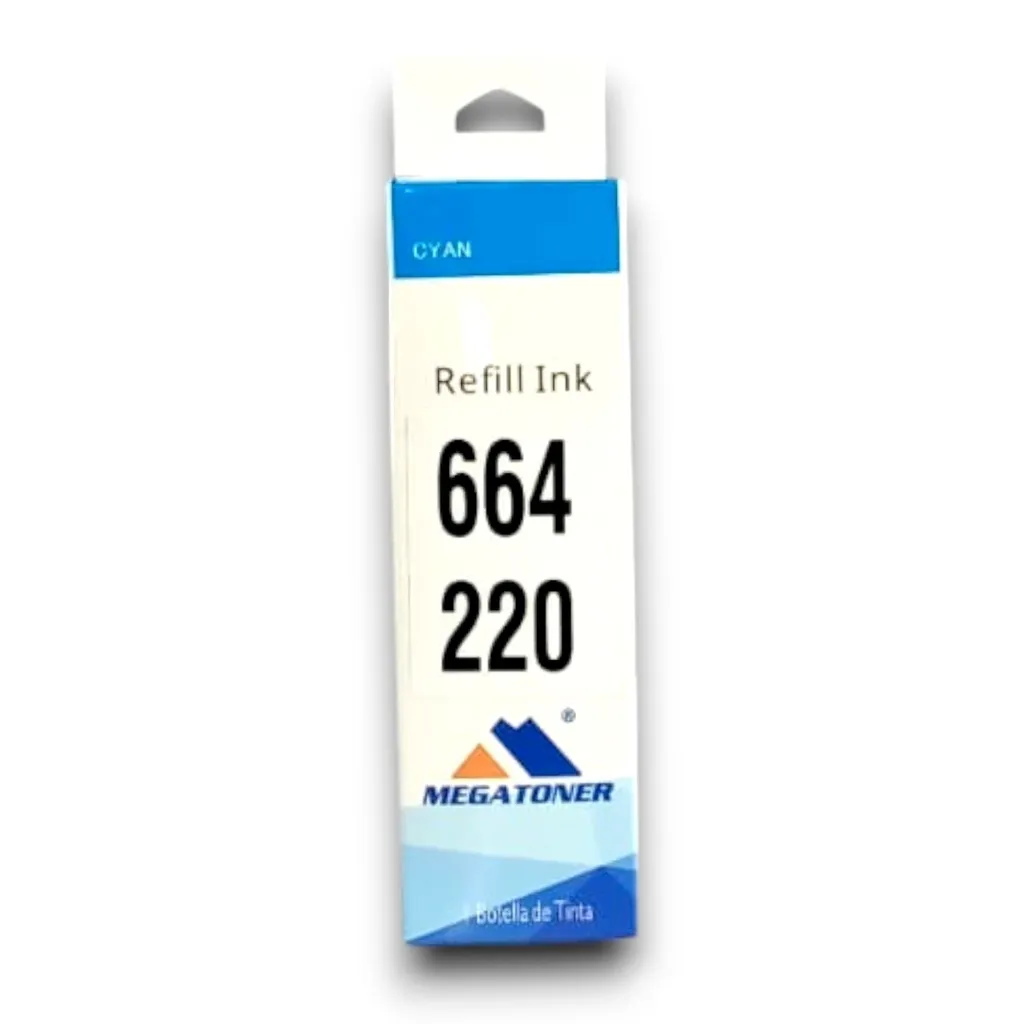 CYAN
Refill Ink
664
220
®
MEGATONER
1 Botella de Tinta